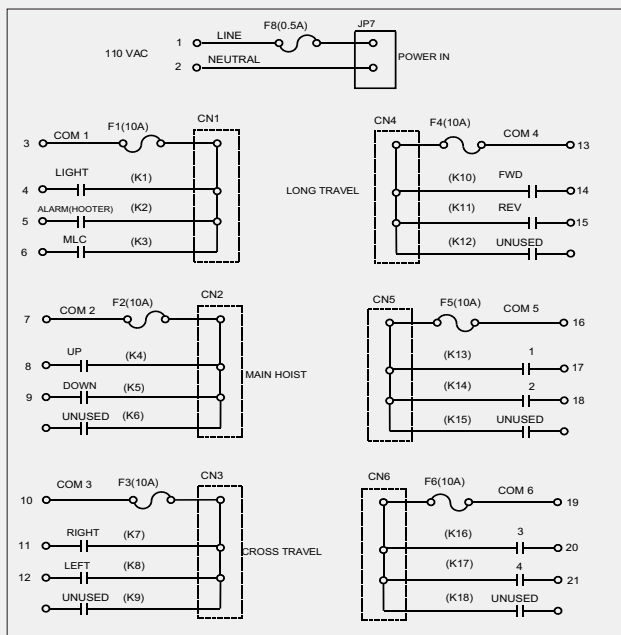 F8(0.5A) JP7
1 LINE
110 VAC POWER IN
2 NEUTRAL
CN1
F1(10A)
3 COM 1
LIGHT (K1)
4
ALARM(HOOTER) (K2)
5
MLC (K3)
6
CN4 F4(10A)
COM 4 13
(K10) FWD
LONG TRAVEL 14
(K11) REV
15
(K12) UNUSED
CN2
COM 2 F2(10A)
7
UP (K4)
8
MAIN HOIST
DOWN (K5)
9
UNUSED (K6)
CN5 F5(10A) COM 5
16
(K13) 1
17
(K14) 2
18
(K15) UNUSED
CN3
COM 3 F3(10A)
10
RIGHT (K7)
11
CROSS TRAVEL
LEFT (K8)
12
UNUSED (K9)
CN6 F6(10A)
COM 6
19
(K16) 3
20
(K17) 4
21
(K18) UNUSED